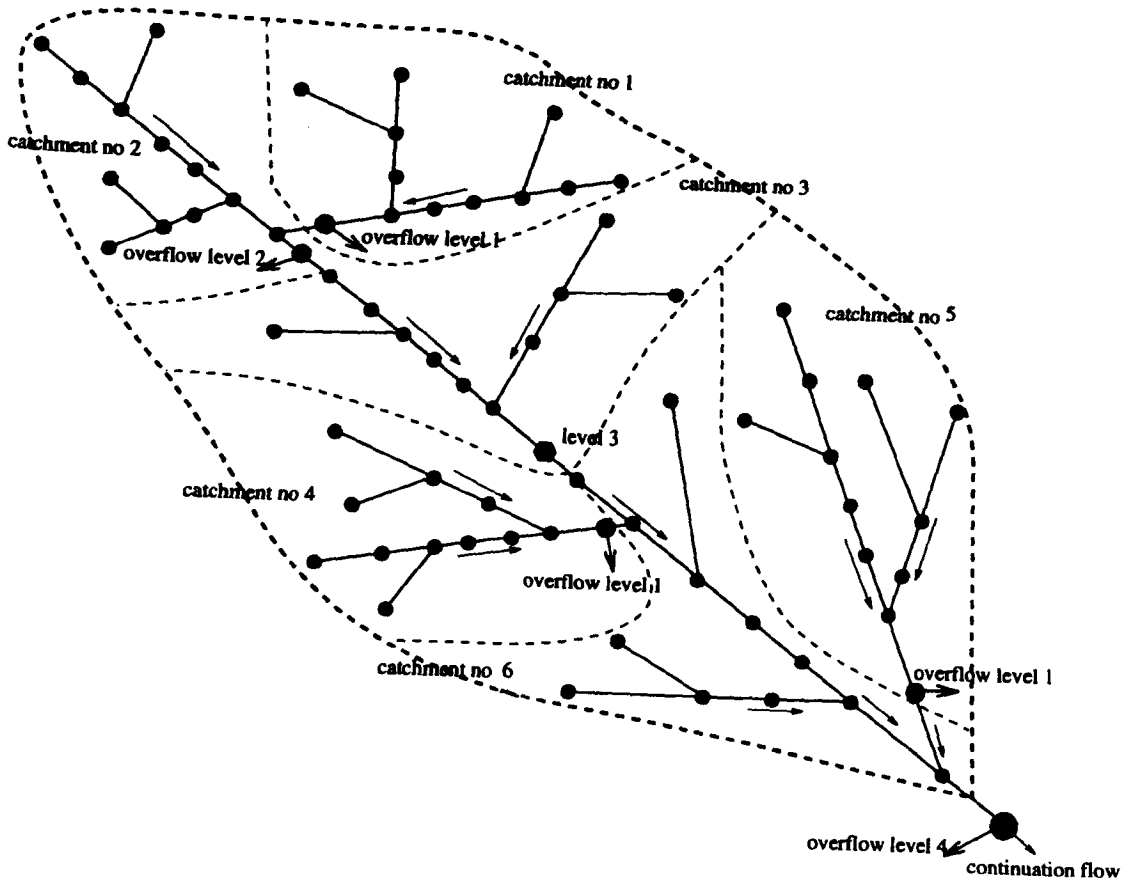 catchment no 1
catchment no 2
catchment no 3
overflow level 1
overflow level 2
catchment no 5
level 3
catchment no 4
overflow level 1
catchment no 6
overflow level 1
overflow level 4
continuation flow